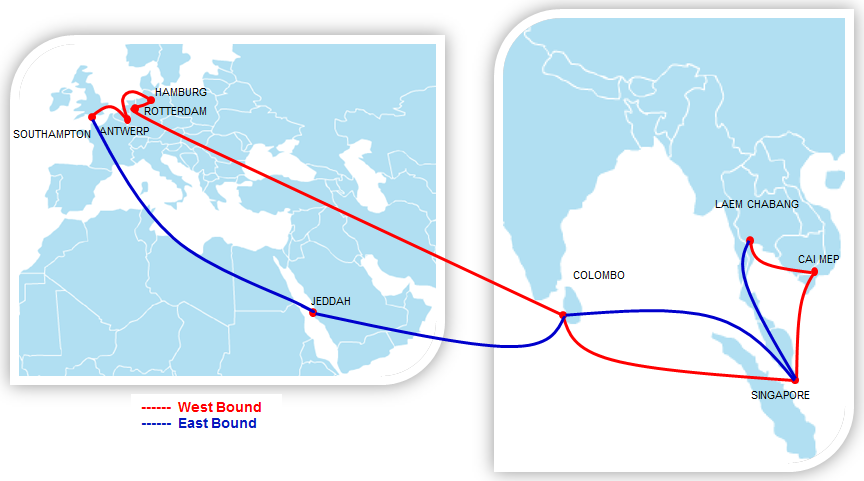 HAMBURG
ROTTERDAM
SOUTHAMPTON
ANTWERP
JEDDAH
LAEM CHABANG
CAI MEP
COLOMBO
SINGAPORE
------ West Bound
------ East Bound